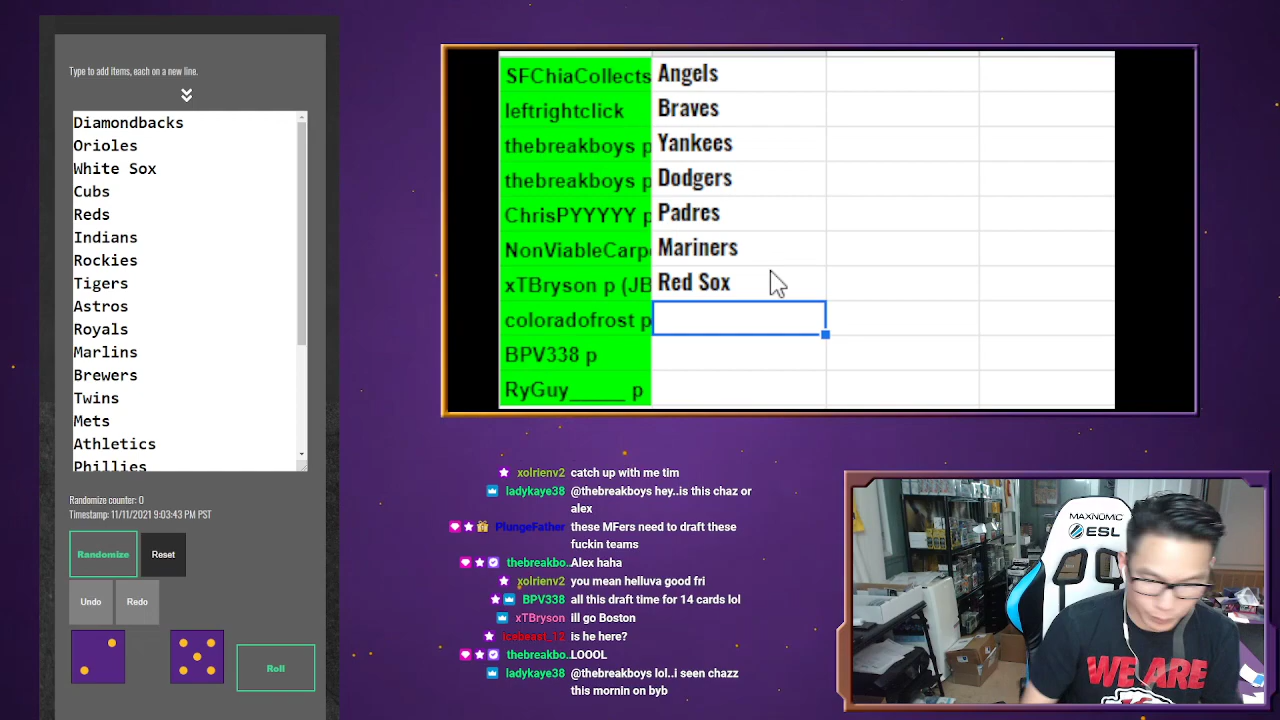 Type to add items, each on a new line.
Diamondbacks
Orioles
White Sox
Cubs
Reds
Indians
Rockies
Tigers
Astros
Royals
Marlins
Brewers
Twins
Mets
Athletics
Phillies
Randomize counter: 0
Timestamp: 11/11/2021 9:03:43 PM PST
Randomize
Reset
Undo
Redo
Roll
SFChiaCollects Angels
leftrightclick Braves
thebreakboys p Yankees
thebreakboys p Dodgers
ChrisPYYYYY p Padres
NonViableCarpe Mariners
xTBryson p (JB Red Sox
coloradofrost p
BPV338 p
RyGuy_____ p
xolrienv2 catch up with me tim
ladykaye38 @thebreakboys hey..is this chaz or
alex
PlungeFather these MFers need to draft these
fuckin teams
thebreakbo.. Alex haha
xolrienv2 you mean helluva good fri
BPV338 all this draft time for 14 cards lol
xTBryson ill go Boston
Icebeast_12 is he here?
thebreakbo.. LOOOL
ladykaye38 @thebreakboys lol..i seen chazz
this mornin on byb
MAXNOMIC
ESL
WE ARE